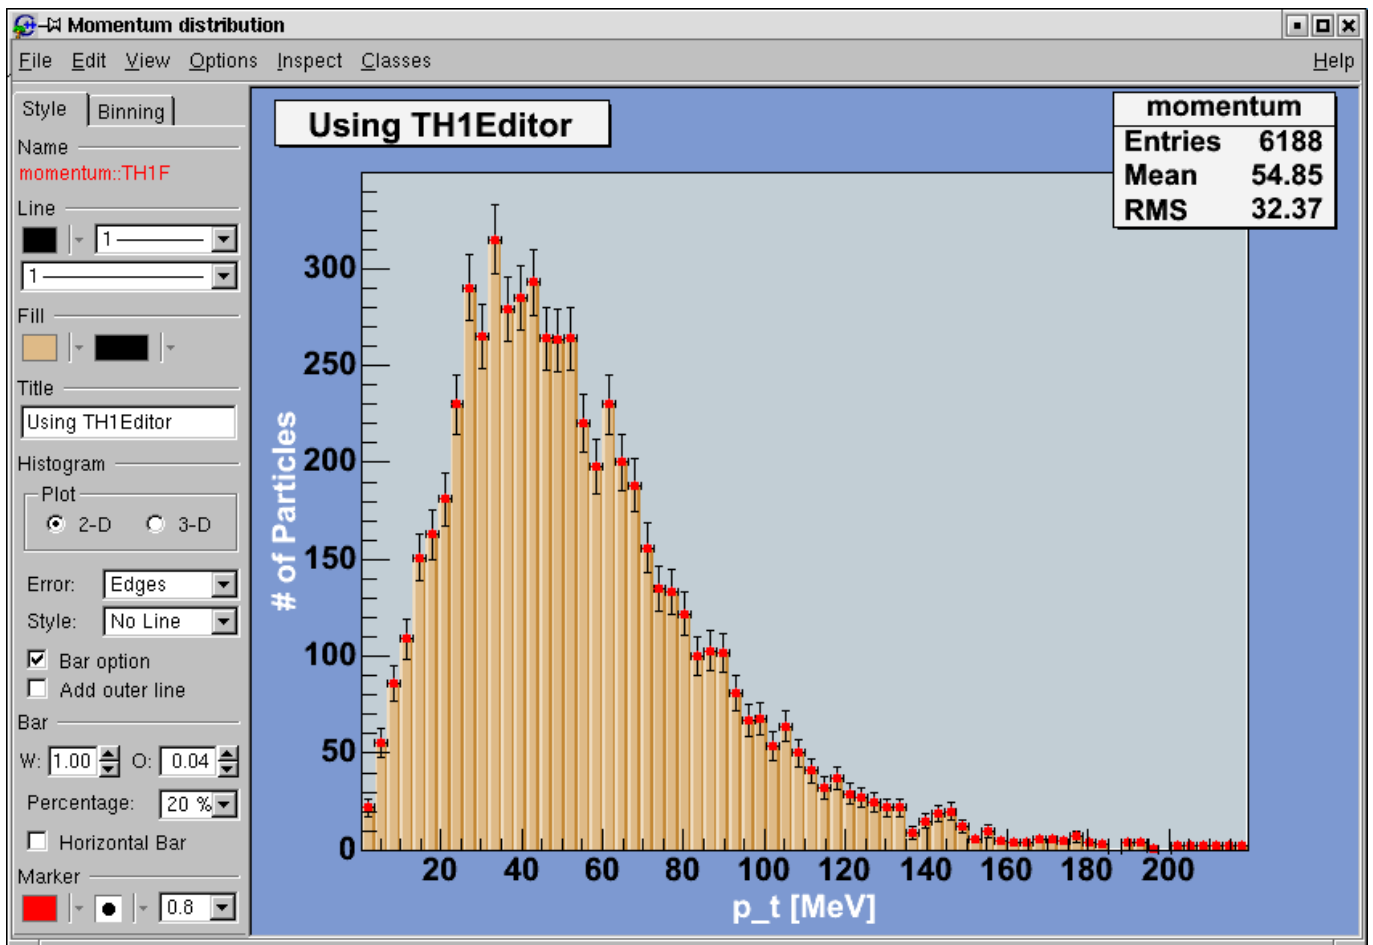 Momentum distribution
File Edit View Options Inspect Classes Help
Style Binning
Name
momentum::TH1F
Line
1
1
Fill
Title
Using TH1Editor
Histogram
Plot
2-D 3-D
Error: Edges
Style: No Line
Bar option
Add outer line
Bar
W: 1.00 O: 0.04
Percentage: 20 %
Horizontal Bar
Marker
0.8
Using TH1Editor
momentum
Entries 6188
Mean 54.85
RMS 32.37
# of Particles
300
250
200
150
100
50
0
20 40 60 80 100 120 140 160 180 200
p_t [MeV]